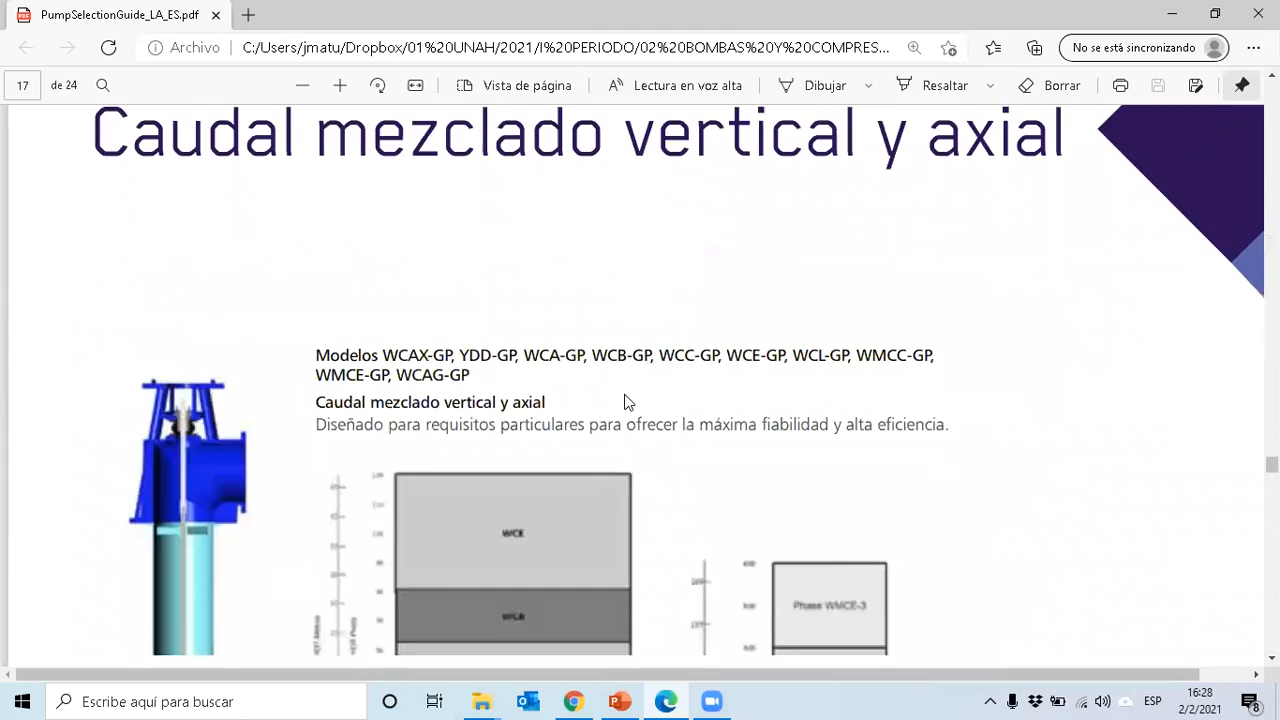 PumpSelectionGuide_LA_ES.pdf
Archivo
C:/Users/jmatu/Dropbox/01%20UNAH/2021/I%20PERIODO/02%20BOMBAS%20Y%20COMPRES...
No se está sincronizando
17 de 24
Vista de página
Lectura en voz alta
Dibujar
Resaltar
Borrar
Caudal mezclado vertical y axial
Modelos WCAX-GP, YDD-GP, WCA-GP, WCB-GP, WCC-GP, WCE-GP, WCL-GP, WMCC-GP,
WMCE-GP, WCAG-GP
Caudal mezclado vertical y axial
Diseñado para requisitos particulares para ofrecer la máxima fiabilidad y alta eficiencia.
WCE
Phase WMCE-3
Escribe aquí para buscar
ESP
16:28
2/2/2021
8